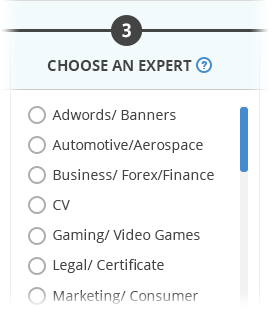 3
CHOOSE AN EXPERT ?
Adwords/ Banners
Automotive/Aerospace
Business/ Forex/Finance
CV
Gaming/ Video Games
Legal/ Certificate
Marketing/ Consumer